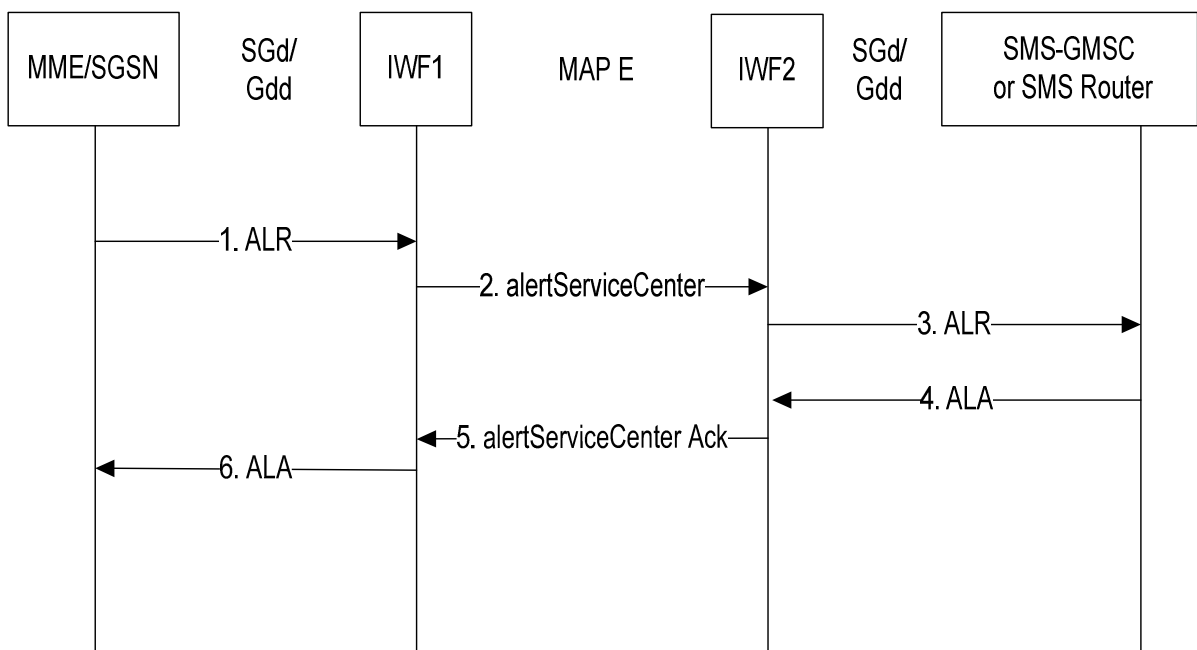 MME/SGSN
SGd/
Gdd
IWF1
MAP E
IWF2
SGd/
Gdd
SMS-GMSC
or SMS Router
1. ALR
2. alertServiceCenter
3. ALR
4. ALA
5. alertServiceCenter Ack
6. ALA